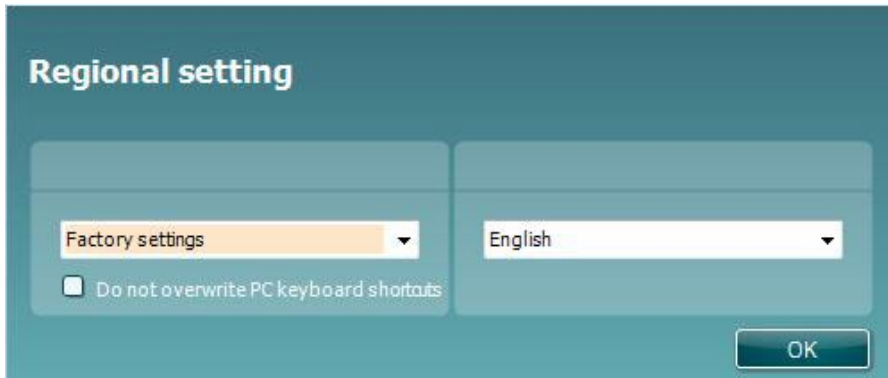 Regional setting
Factory settings
English
Do not overwrite PC keyboard shortcuts
OK